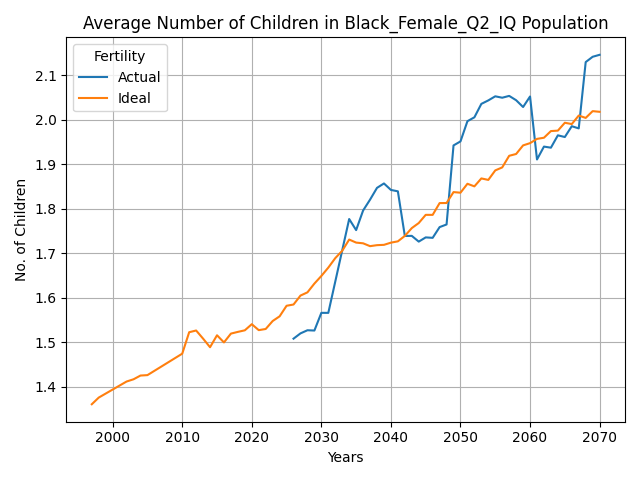 Average Number of Children in Black_Female_Q2_IQ Population
Fertility
Actual
Ideal
2.1
2.0
1.9
1.8
1.7
1.6
1.5
1.4
No. of Children
2000 2010 2020 2030 2040 2050 2060 2070
Years